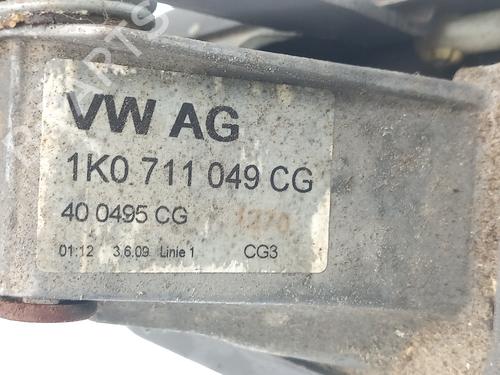 VW AG
1K0 711 049 CG
40 0495 CG
01:12 3.6.09 Linie 1 CG3